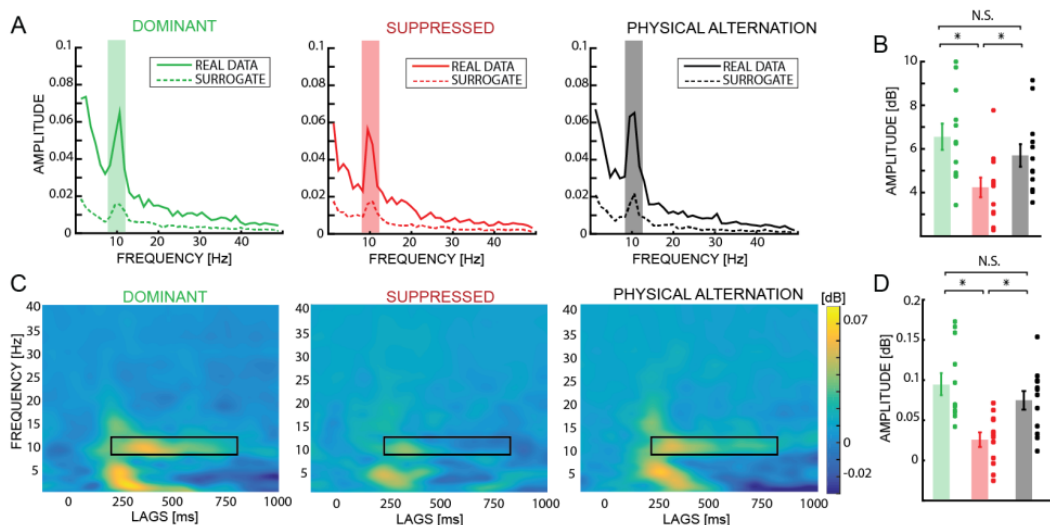 A
DOMINANT
SUPPRESSED
PHYSICAL ALTERNATION
REAL DATA
SURROGATE
REAL DATA
SURROGATE
REAL DATA
SURROGATE
AMPLITUDE
0.1
0.08
0.06
0.04
0.02
0
10 20 30 40
FREQUENCY [Hz]
0.1
0.08
0.06
0.04
0.02
0
10 20 30 40
FREQUENCY [Hz]
0.1
0.08
0.06
0.04
0.02
0
10 20 30 40
FREQUENCY [Hz]
B
N.S.
* *
AMPLITUDE [dB]
10
8
6
4
C
DOMINANT
SUPPRESSED
PHYSICAL ALTERNATION
[dB]
0.07
0
-0.02
FREQUENCY [Hz]
40
35
30
25
20
15
10
5
0 250 500 750 1000
LAGS [ms]
40
35
30
25
20
15
10
5
0 250 500 750 1000
LAGS [ms]
40
35
30
25
20
15
10
5
0 250 500 750 1000
LAGS [ms]
D
N.S.
* *
AMPLITUDE [dB]
0,2
0.15
0.1
0.05
0